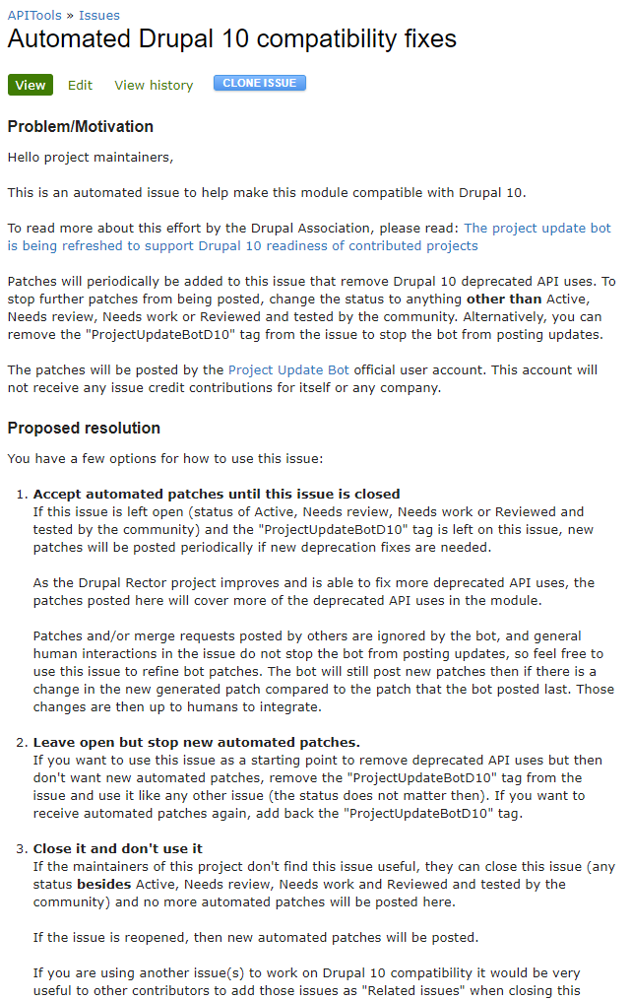 APITools » Issues
Automated Drupal 10 compatibility fixes
View Edit View history CLONE ISSUE
Problem/Motivation
Hello project maintainers,
This is an automated issue to help make this module compatible with Drupal 10.
To read more about this effort by the Drupal Association, please read: The project update bot
is being refreshed to support Drupal 10 readiness of contributed projects
Patches will periodically be added to this issue that remove Drupal 10 deprecated API uses. To
stop further patches from being posted, change the status to anything other than Active,
Needs review, Needs work or Reviewed and tested by the community. Alternatively, you can
remove the "ProjectUpdateBotD10" tag from the issue to stop the bot from posting updates.
The patches will be posted by the Project Update Bot official user account. This account will
not receive any issue credit contributions for itself or any company.
Proposed resolution
You have a few options for how to use this issue:
1. Accept automated patches until this issue is closed
If this issue is left open (status of Active, Needs review, Needs work or Reviewed and
tested by the community) and the "ProjectUpdateBotD10" tag is left on this issue, new
patches will be posted periodically if new deprecation fixes are needed.
As the Drupal Rector project improves and is able to fix more deprecated API uses, the
patches posted here will cover more of the deprecated API uses in the module.
Patches and/or merge requests posted by others are ignored by the bot, and general
human interactions in the issue do not stop the bot from posting updates, so feel free to
use this issue to refine bot patches. The bot will still post new patches then if there is a
change in the new generated patch compared to the patch that the bot posted last. Those
changes are then up to humans to integrate.
2. Leave open but stop new automated patches.
If you want to use this issue as a starting point to remove deprecated API uses but then
don't want new automated patches, remove the "ProjectUpdateBotD10" tag from the
issue and use it like any other issue (the status does not matter then). If you want to
receive automated patches again, add back the "ProjectUpdateBotD10" tag.
3. Close it and don't use it
If the maintainers of this project don't find this issue useful, they can close this issue (any
status besides Active, Needs review, Needs work and Reviewed and tested by the
community) and no more automated patches will be posted here.
If the issue is reopened, then new automated patches will be posted.
If you are using another issue(s) to work on Drupal 10 compatibility it would be very
useful to other contributors to add those issues as "Related issues" when closing this